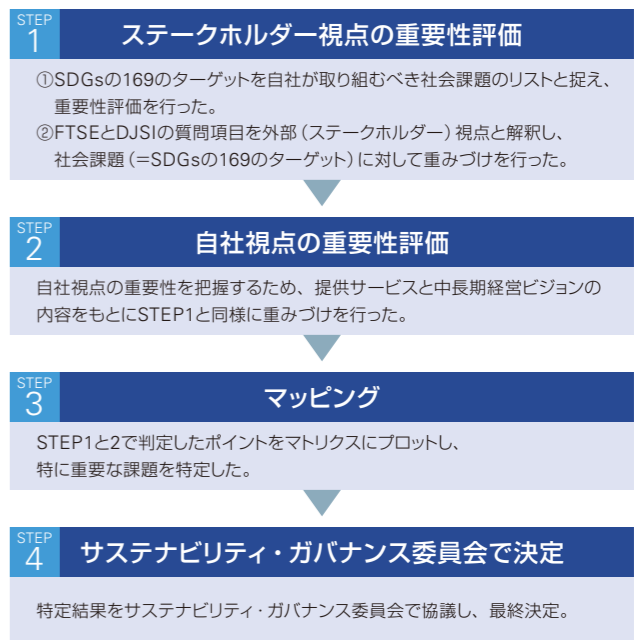 STEP
1
ステークホルダー視点の重要性評価
①SDGsの169のターゲットを自社が取り組むべき社会課題のリストと捉え、
重要性評価を行った。
②FTSEとDJSIの質問項目を外部（ステークホルダー）視点と解釈し、
社会課題（=SDGsの169のターゲット）に対して重みづけを行った。
STEP
2
自社視点の重要性評価
自社視点の重要性を把握するため、提供サービスと中長期経営ビジョンの
内容をもとにSTEP1と同様に重みづけを行った。
STEP
3
マッピング
STEP1と2で判定したポイントをマトリクスにプロットし、
特に重要な課題を特定した。
STEP
4
サステナビリティ・ガバナンス委員会で決定
特定結果をサステナビリティ・ガバナンス委員会で協議し、最終決定。